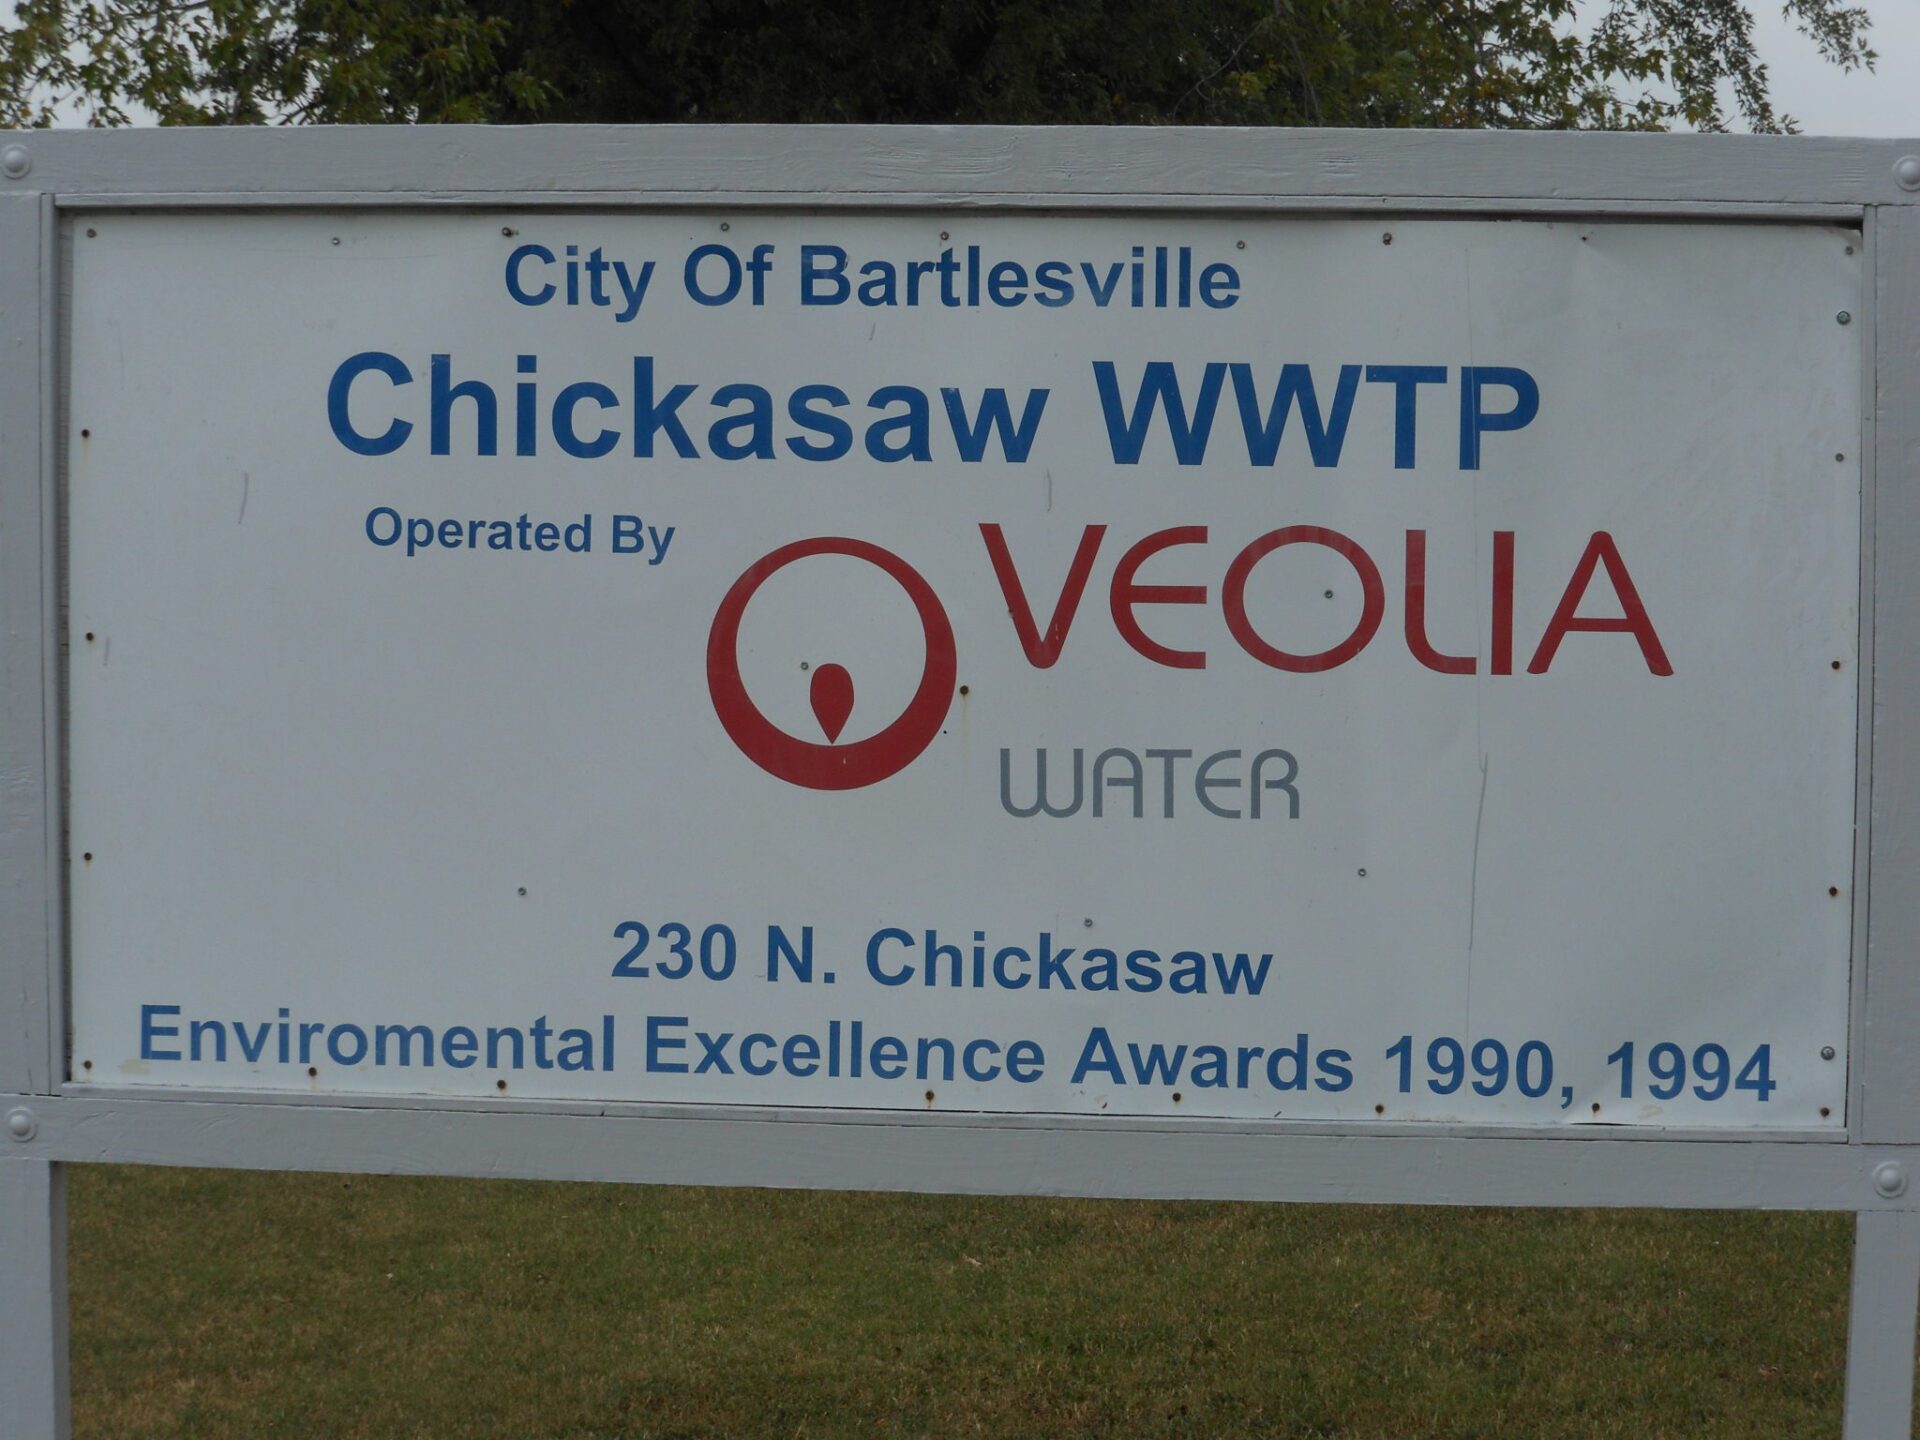 City Of Bartlesville
Chickasaw WWTP
Operated By
VEOLIA
WATER
230 N. Chickasaw
Enviromental Excellence Awards 1990, 1994